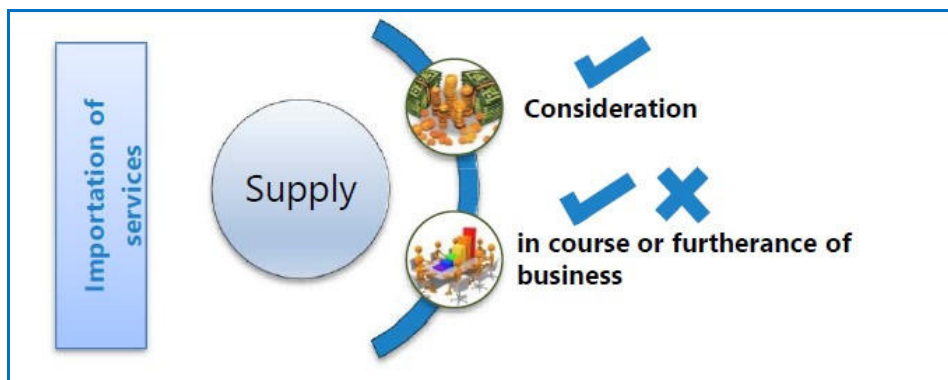 Importation of
services
Supply
Consideration
in course or furtherance of
business